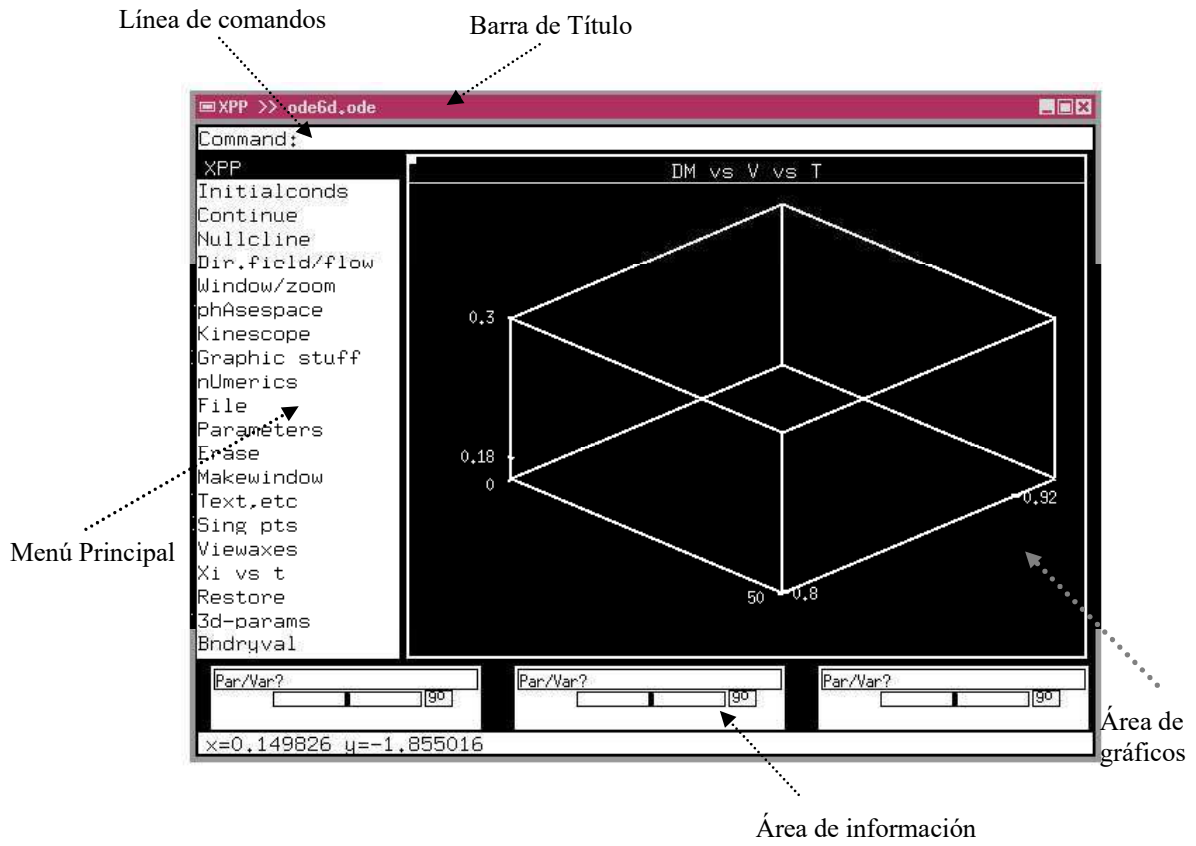 Línea de comandos
Barra de Título
XPP >> ode6d.ode
Command:
XPP
Initialconds
Continue
Nullcline
Dir.field/flow
Window/zoom
phAsespace
Kinescope
Graphic stuff
nUmerics
File
Parameters
Erase
Makewindow
Text,etc
Sing pts
Viewaxes
Xi vs t
Restore
3d-params
Bndryval
DM vs V vs T
0.3
0.18
0
0.92
50
0.8
Menú Principal
Par/Var?
go
Par/Var?
go
Par/Var?
go
x=0.149826 y=-1.855016
Área de
gráficos
Área de información